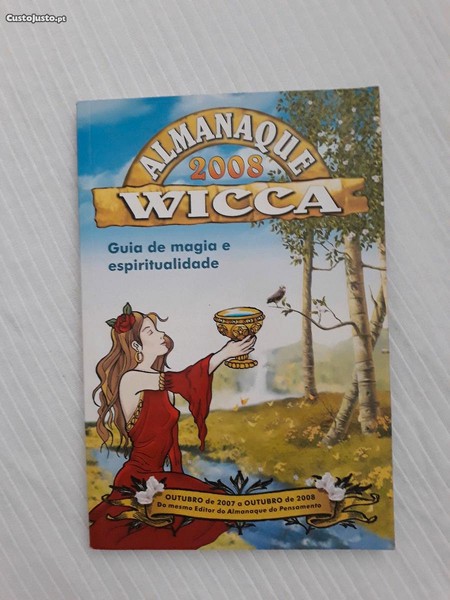 CustoJusto.pt
ALMANAQUE
2008
WICCA
Guia de magia e
espiritualidade
OUTUBRO de 2007 a OUTUBRO de 2008
Do mesmo Editor do Almanaque do Pensamento